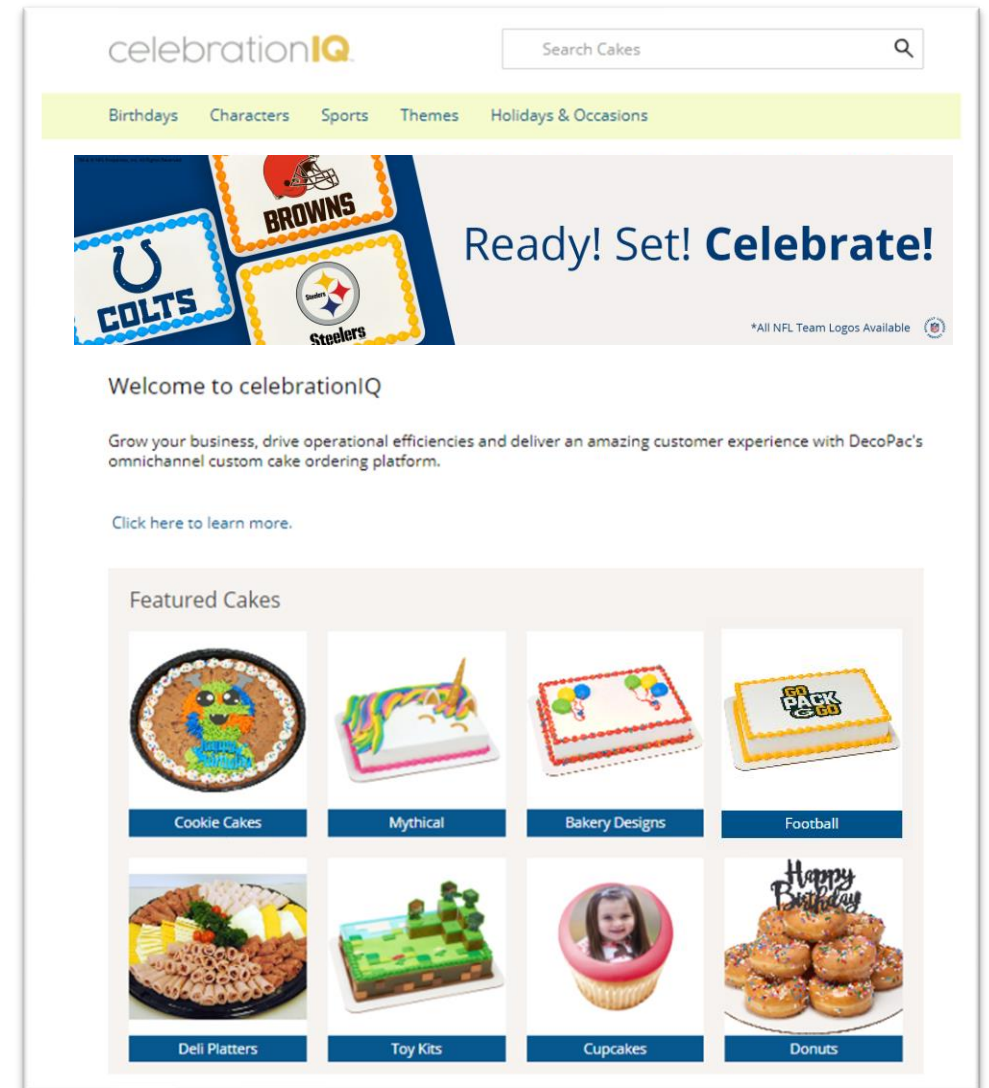 celebrationIQ
Search Cakes
Birthdays Characters Sports Themes Holidays & Occasions
COLTS
BROWNS
Steelers
Steelers
Ready! Set! Celebrate!
*All NFL Team Logos Available
Welcome to celebrationIQ
Grow your business, drive operational efficiencies and deliver an amazing customer experience with DecoPac's
omnichannel custom cake ordering platform.
Click here to learn more.
Featured Cakes
GO
PACK
G GO
Cookie Cakes Mythical Bakery Designs Football
Happy
Birthday
Deli Platters Toy Kits Cupcakes Donuts